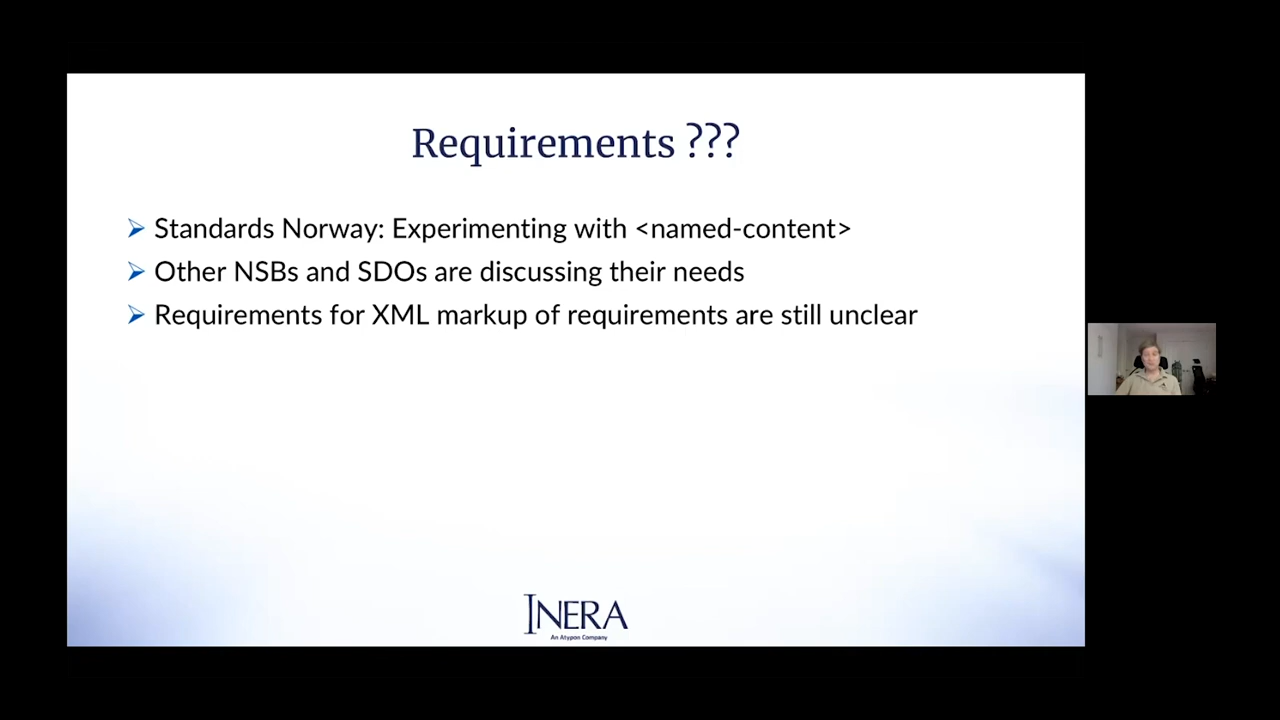 Requirements ???
Standards Norway: Experimenting with <named-content>
Other NSBs and SDOs are discussing their needs
Requirements for XML markup of requirements are still unclear
INERA
An Atypon Company